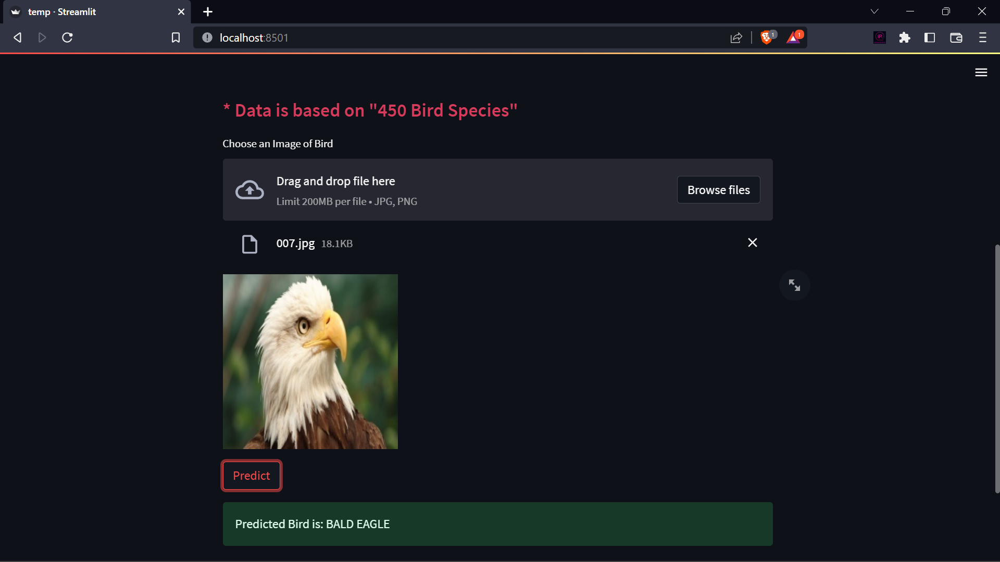 temp · Streamlit
localhost:8501
1
1
* Data is based on "450 Bird Species"
Choose an Image of Bird
Drag and drop file here
Limit 200MB per file • JPG, PNG
Browse files
007.jpg 18.1KB
Predict
Predicted Bird is: BALD EAGLE